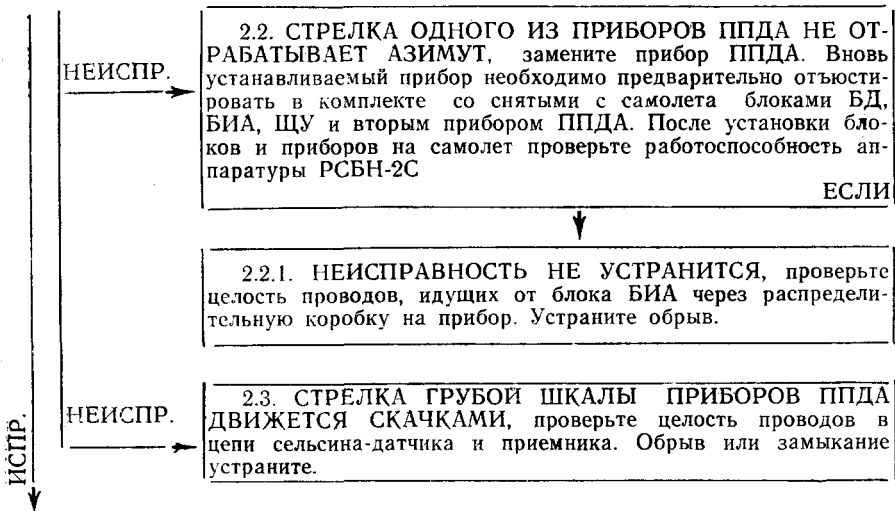 НЕИСПР.
2.2. СТРЕЛКА ОДНОГО ИЗ ПРИБОРОВ ППДА НЕ ОТ-
РАБАТЫВАЕТ АЗИМУТ, замените прибор ППДА. Вновь
устанавливаемый прибор необходимо предварительно отъюсти-
ровать в комплекте со снятыми с самолета блоками БД,
БИА, ЩУ и вторым прибором ППДА. После установки бло-
ков и приборов на самолет проверьте работоспособность ап-
паратуры РСБН-2С
ЕСЛИ
2.2.1. НЕИСПРАВНОСТЬ НЕ УСТРАНИТСЯ, проверьте
целость проводов, идущих от блока БИА через распредели-
тельную коробку на прибор. Устраните обрыв.
НЕИСПР.
2.3. СТРЕЛКА ГРУБОЙ ШКАЛЫ ПРИБОРОВ ППДА
ДВИЖЕТСЯ СКАЧКАМИ, проверьте целость проводов в
цепи сельсина-датчика и приемника. Обрыв или замыкание
устраните.
ИСПР.